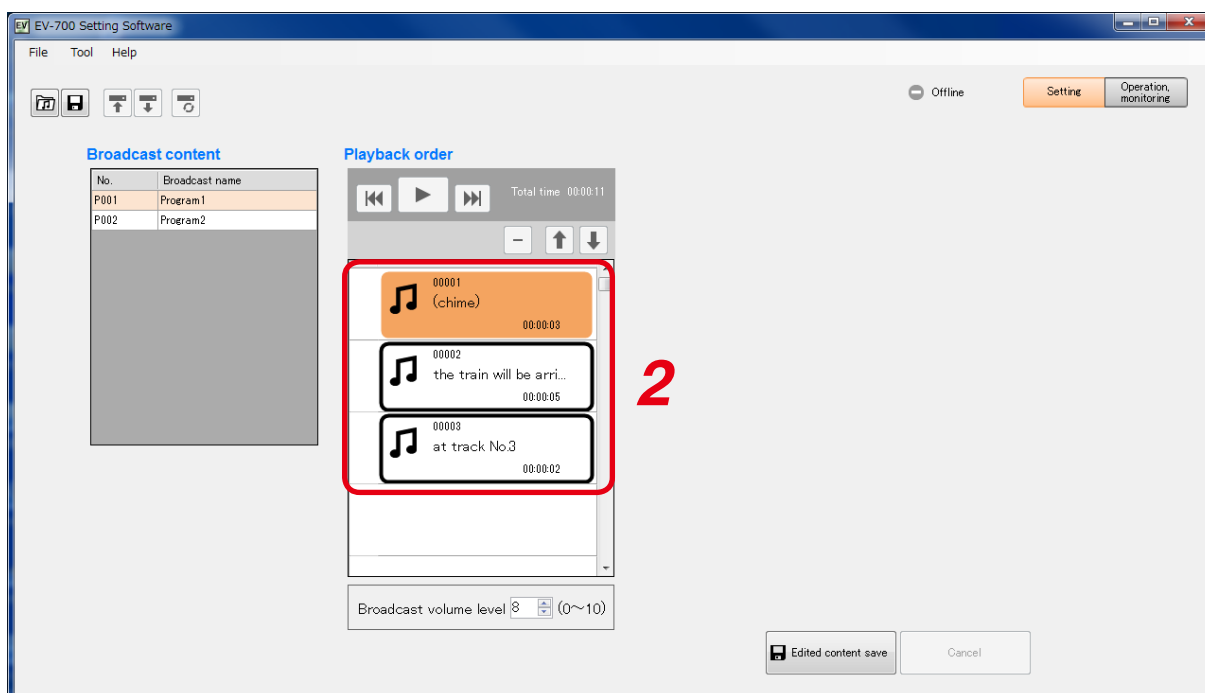 EV EV-700 Setting Software
File Tool Help
Offline
Setting
Operation,
monitoring
Broadcast content
No. Broadcast name
P001 Program1
P002 Program2
Playback order
Total time 00:00:11
00001
(chime)
00:00:03
00002
the train will be arri...
00:00:05
00003
at track No.3
00:00:02
2
Broadcast volume level 8 (0～10)
Edited content save
Cancel